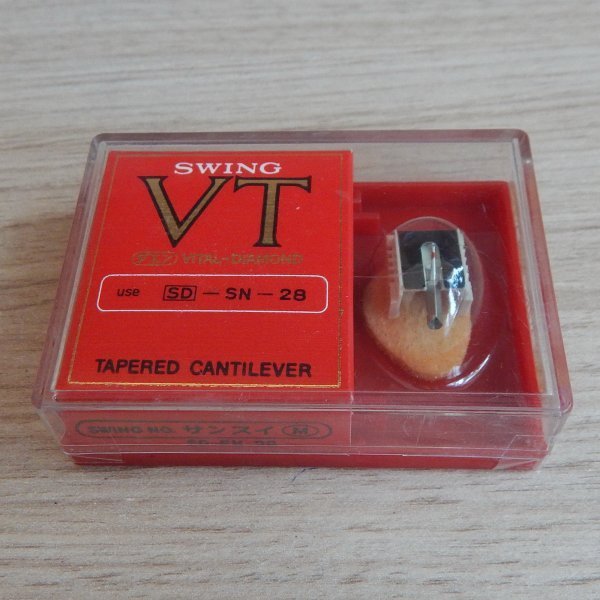 SWING
VT
VITAL-DIAMOND
use SD - SN - 28
TAPERED CANTILEVER
SWING NO. サンスイ M